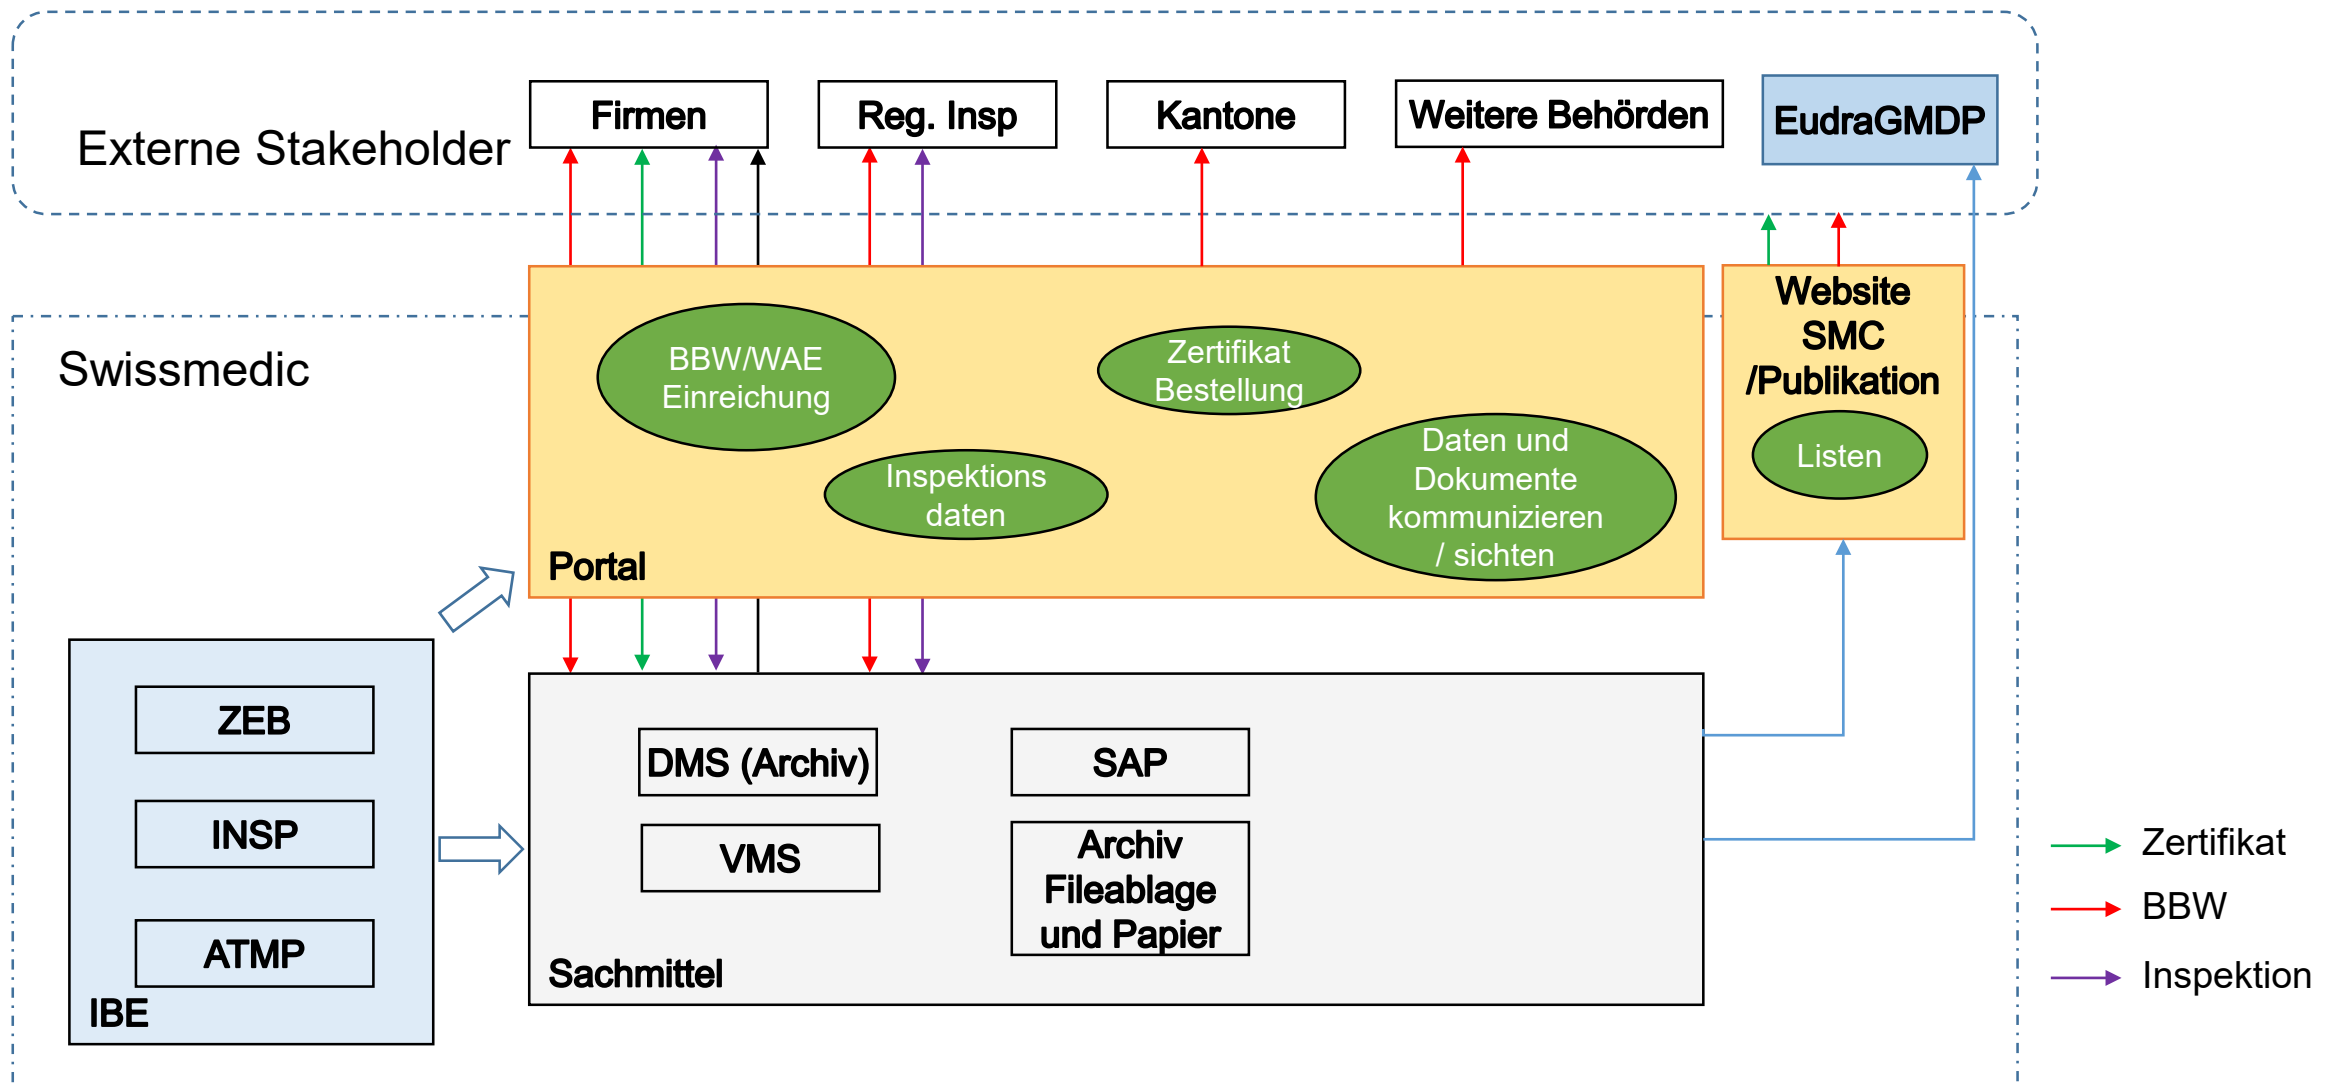 Externe Stakeholder
Firmen
Reg. Insp
Kantone
Weitere Behörden
EudraGMDP
Swissmedic
BBW/WAE
Einreichung
Zertifikat
Bestellung
Inspektions
daten
Daten und
Dokumente
kommunizieren
/ sichten
Portal
Website
SMC
/Publikation
Listen
ZEB
INSP
ATMP
IBE
DMS (Archiv)
SAP
VMS
Archiv
Fileablage
und Papier
Sachmittel
Zertifikat
BBW
Inspektion